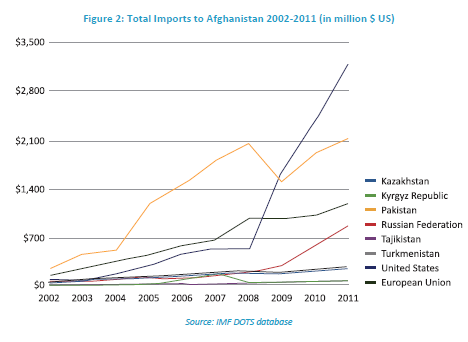 Figure 2: Total Imports to Afghanistan 2002-2011 (in million $ US)
$3,500
$2,800
$2,100
$1,400
$700
$0
2002 2003 2004 2005 2006 2007 2008 2009 2010 2011
Kazakhstan
Kyrgyz Republic
Pakistan
Russian Federation
Tajikistan
Turkmenistan
United States
European Union
Source: IMF DOTS database